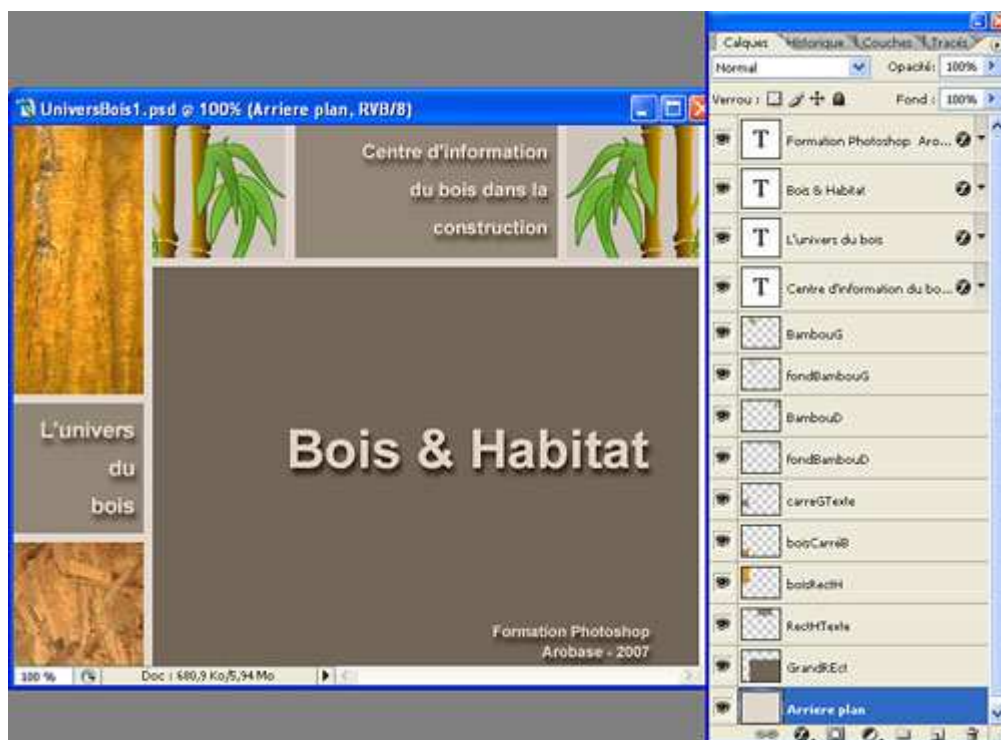 Calques Historique Couches Tracés
Normal Opacité: 100%
Verrou : Fond : 100%
UniversBois1.psd @ 100% (Arriere plan, RVB/8)
Centre d'information
du bois dans la
construction
L'univers
du
bois
Bois & Habitat
Formation Photoshop
Arobase - 2007
100 % Doc : 680,9 Ko/5,94 Mo
Formation Photoshop Aro...
Bois & Habitat
L'univers du bois
Centre d'information du bo...
BambouG
fondBambouG
BambouD
fondBambouD
carreGTexte
boisCarréB
boisRectH
RectHTexte
GrandREct
Arriere plan